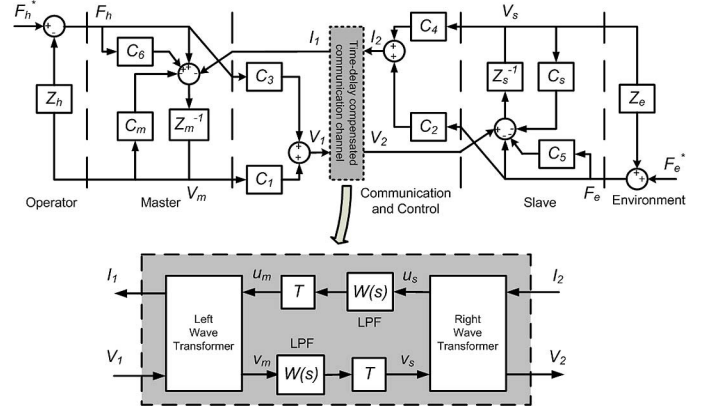 F_h^*
F_h
I_1
I_2
V_s
C_6
C_4
Z_h
C_m
Z_m^{-1}
C_3
V_1
Time-delay compensated
communication channel
V_2
C_2
Z_s^{-1}
C_s
C_5
Z_e
C_1
V_m
F_e
F_e^*
Operator
Master
Communication
and Control
Slave
Environment
I_1
u_m
T
W(s)
u_s
I_2
LPF
Left
Wave
Transformer
Right
Wave
Transformer
LPF
V_1
v_m
W(s)
T
v_s
V_2